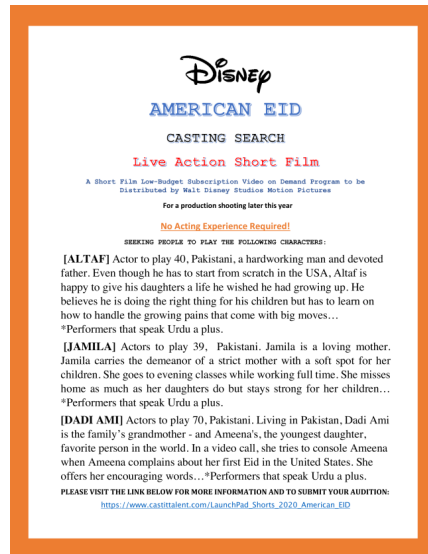 Disney
AMERICAN EID
CASTING SEARCH
Live Action Short Film
A Short Film Low-Budget Subscription Video on Demand Program to be
Distributed by Walt Disney Studios Motion Pictures
For a production shooting later this year
No Acting Experience Required!
SEEKING PEOPLE TO PLAY THE FOLLOWING CHARACTERS:
[ALTAF] Actor to play 40, Pakistani, a hardworking man and devoted
father. Even though he has to start from scratch in the USA, Altaf is
happy to give his daughters a life he wished he had growing up. He
believes he is doing the right thing for his children but has to learn on
how to handle the growing pains that come with big moves…
*Performers that speak Urdu a plus.
[JAMILA] Actors to play 39, Pakistani. Jamila is a loving mother.
Jamila carries the demeanor of a strict mother with a soft spot for her
children. She goes to evening classes while working full time. She misses
home as much as her daughters do but stays strong for her children…
*Performers that speak Urdu a plus.
[DADI AMI] Actors to play 70, Pakistani. Living in Pakistan, Dadi Ami
is the family's grandmother - and Ameena's, the youngest daughter,
favorite person in the world. In a video call, she tries to console Ameena
when Ameena complains about her first Eid in the United States. She
offers her encouraging words…*Performers that speak Urdu a plus.
PLEASE VISIT THE LINK BELOW FOR MORE INFORMATION AND TO SUBMIT YOUR AUDITION:
https://www.castittalent.com/LaunchPad_Shorts_2020_American_EID